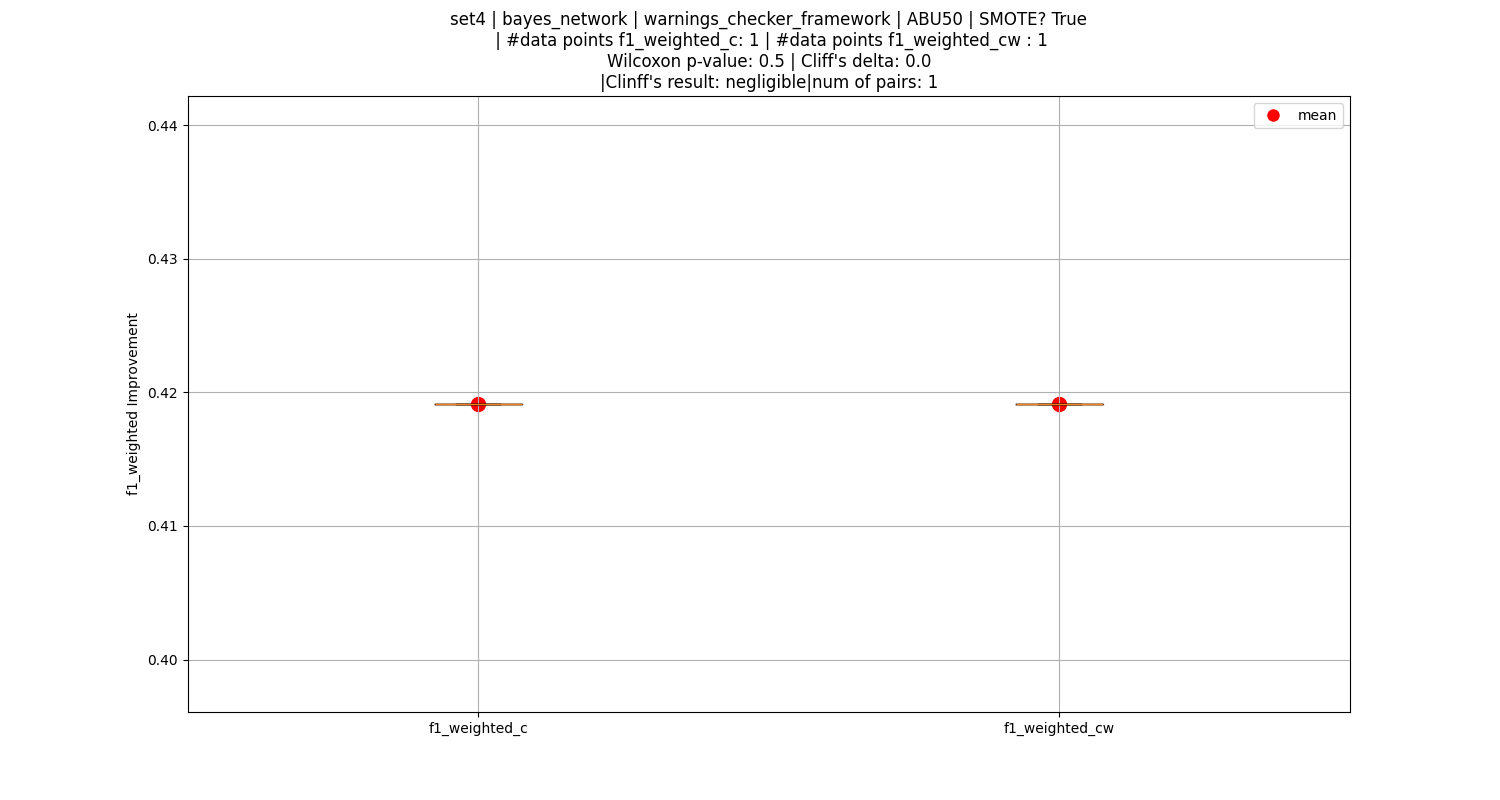 set4 | bayes_network | warnings_checker_framework | ABU50 | SMOTE? True
| #data points f1_weighted_c: 1 | #data points f1_weighted_cw : 1
Wilcoxon p-value: 0.5 | Cliff's delta: 0.0
|Clinff's result: negligible|num of pairs: 1
mean
0.44
0.43
0.42
0.41
0.40
f1_weighted Improvement
f1_weighted_c
f1_weighted_cw